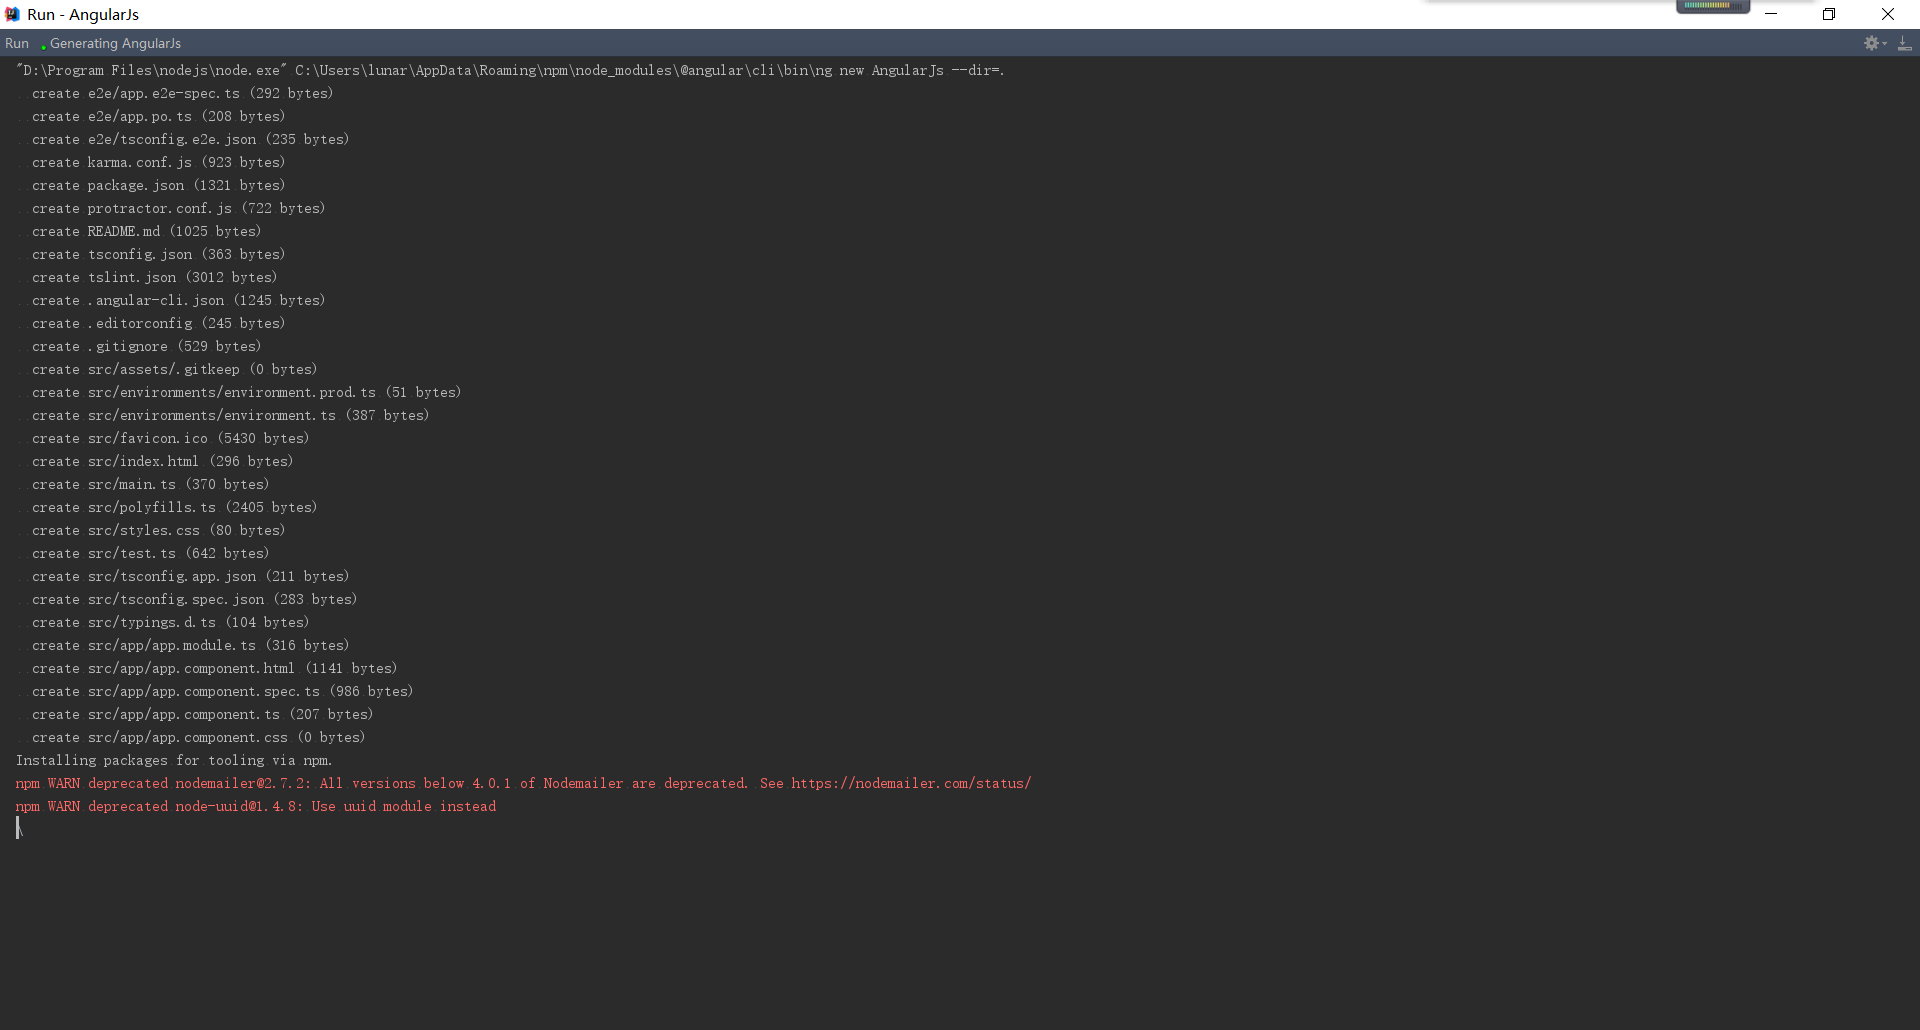 Run - AngularJs
Run Generating AngularJs
"D:\Program Files\nodejs\node.exe" C:\Users\lunar\AppData\Roaming\npm\node_modules\@angular\cli\bin\ng new AngularJs --dir=.
create e2e/app.e2e-spec.ts (292 bytes)
create e2e/app.po.ts (208 bytes)
create e2e/tsconfig.e2e.json (235 bytes)
create karma.conf.js (923 bytes)
create package.json (1321 bytes)
create protractor.conf.js (722 bytes)
create README.md (1025 bytes)
create tsconfig.json (363 bytes)
create tslint.json (3012 bytes)
create .angular-cli.json (1245 bytes)
create .editorconfig (245 bytes)
create .gitignore (529 bytes)
create src/assets/.gitkeep (0 bytes)
create src/environments/environment.prod.ts (51 bytes)
create src/environments/environment.ts (387 bytes)
create src/favicon.ico (5430 bytes)
create src/index.html (296 bytes)
create src/main.ts (370 bytes)
create src/polyfills.ts (2405 bytes)
create src/styles.css (80 bytes)
create src/test.ts (642 bytes)
create src/tsconfig.app.json (211 bytes)
create src/tsconfig.spec.json (283 bytes)
create src/typings.d.ts (104 bytes)
create src/app/app.module.ts (316 bytes)
create src/app/app.component.html (1141 bytes)
create src/app/app.component.spec.ts (986 bytes)
create src/app/app.component.ts (207 bytes)
create src/app/app.component.css (0 bytes)
Installing packages for tooling via npm.
npm WARN deprecated nodemailer@2.7.2: All versions below 4.0.1 of Nodemailer are deprecated. See https://nodemailer.com/status/
npm WARN deprecated node-uuid@1.4.8: Use uuid module instead
\